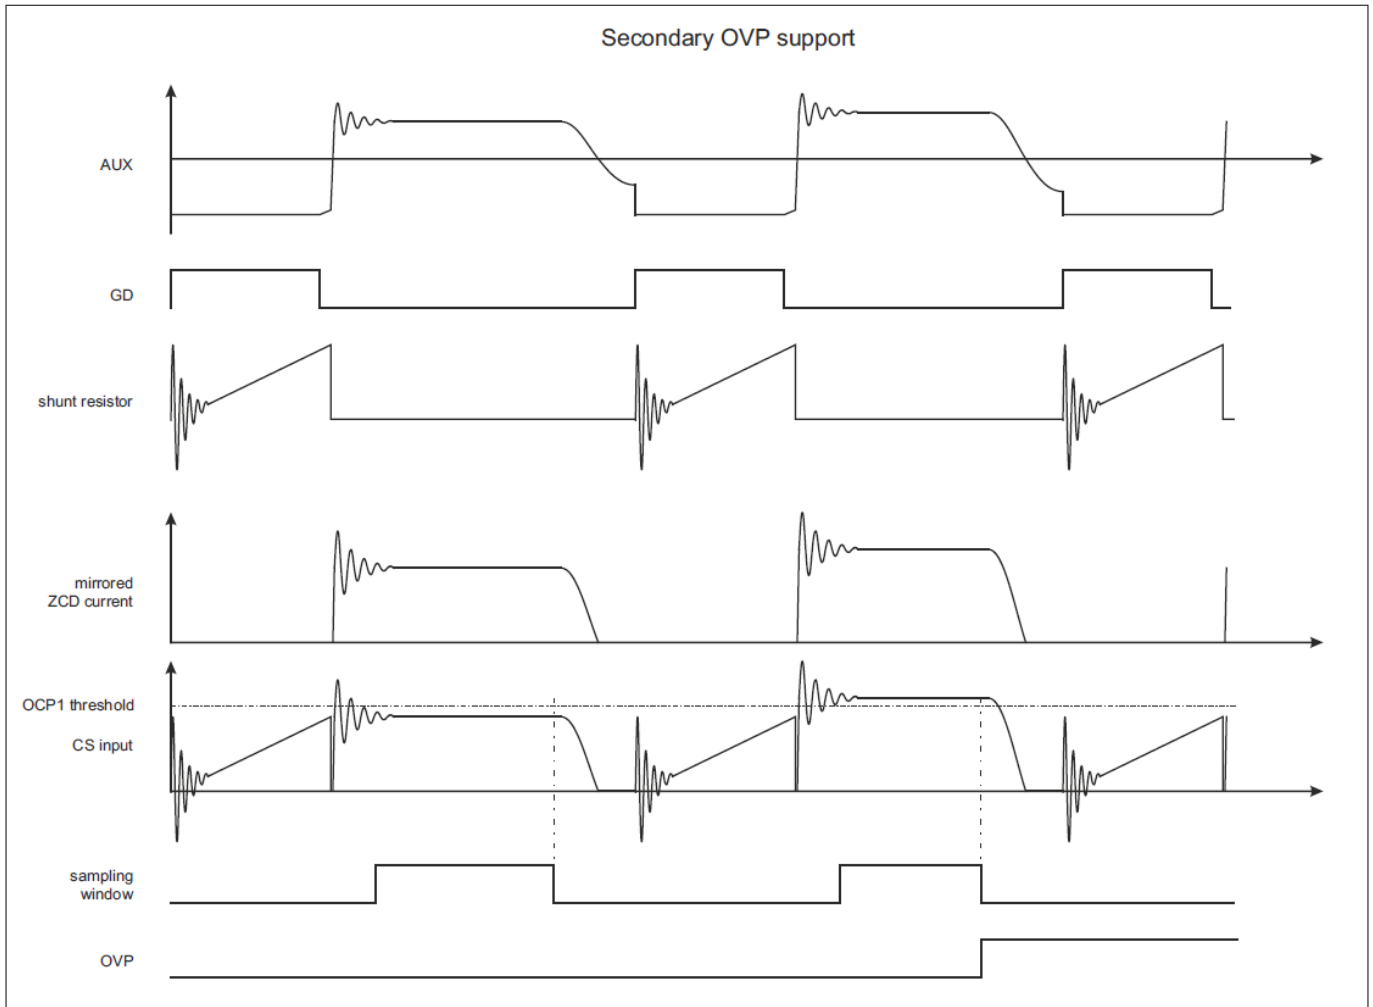 Secondary OVP support
AUX
GD
shunt resistor
mirrored
ZCD current
OCP1 threshold
CS input
sampling
window
OVP